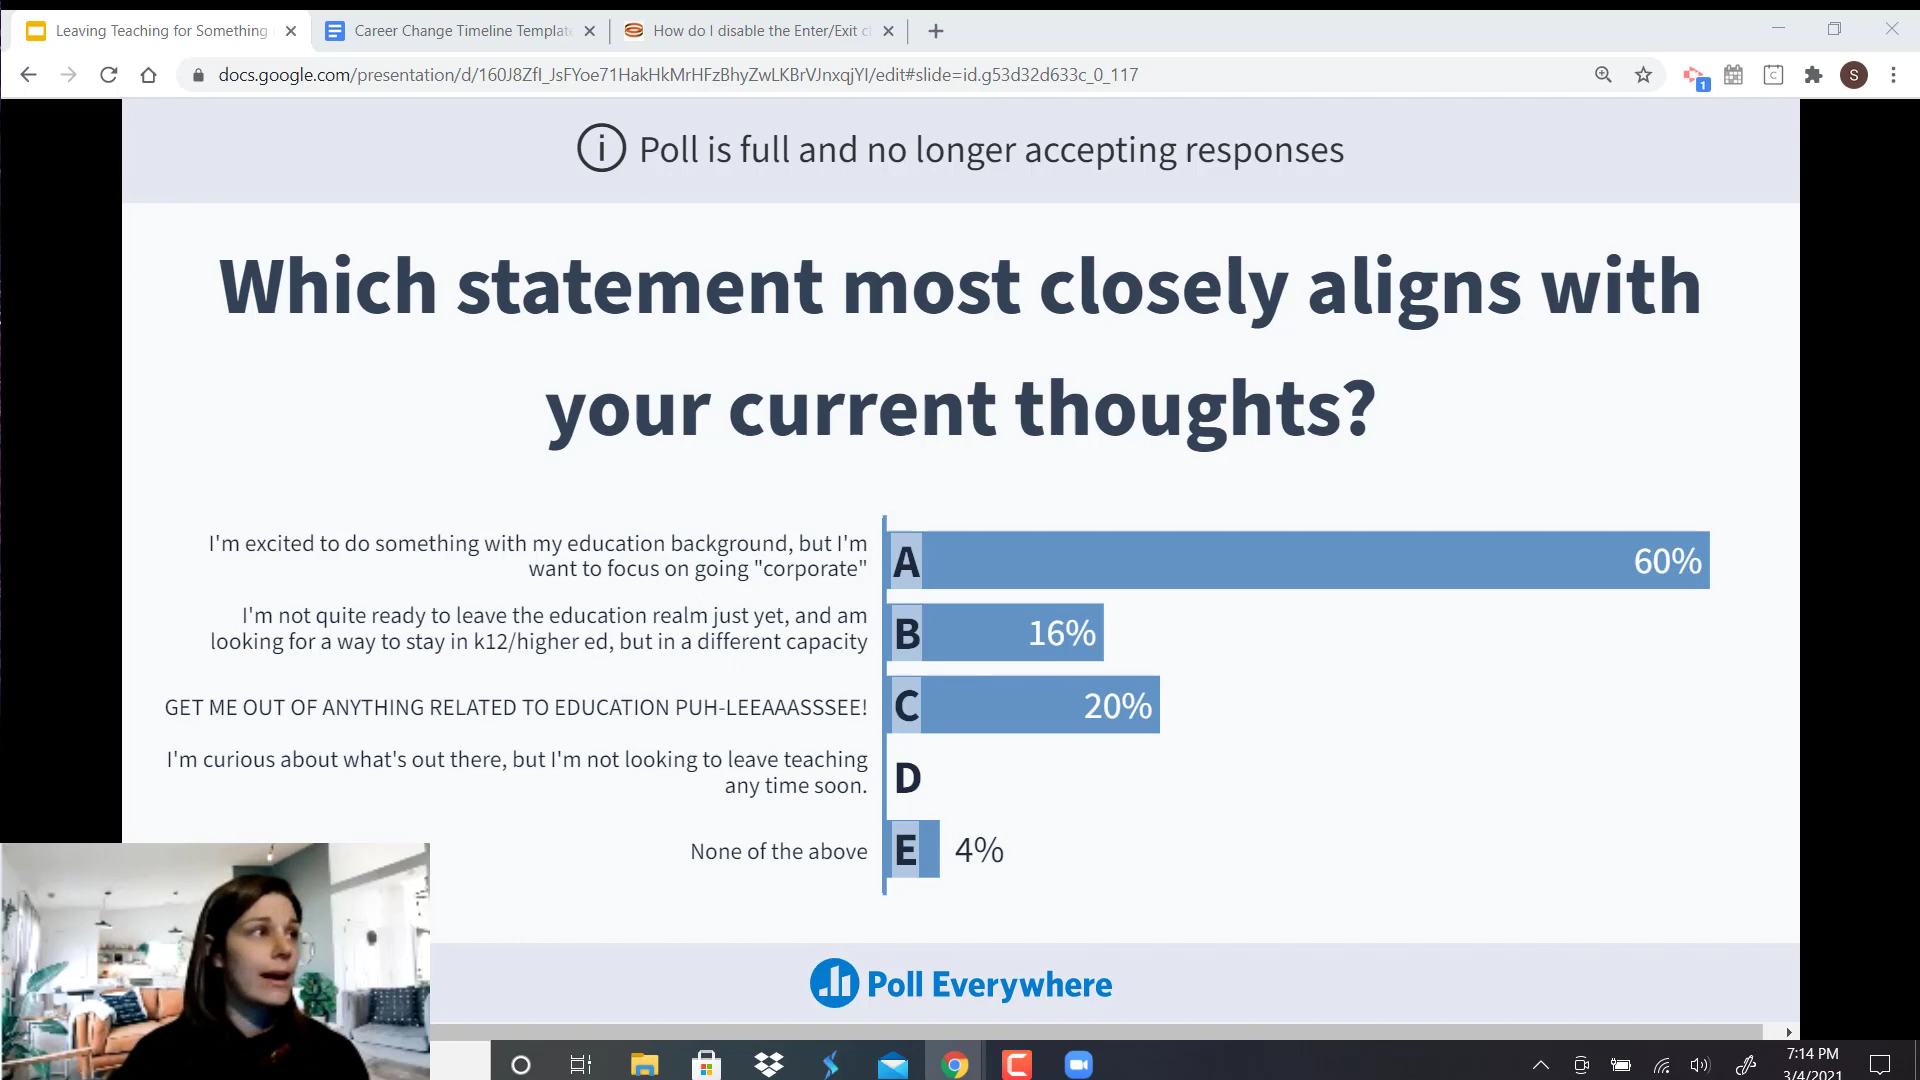 Leaving Teaching for Something
Career Change Timeline Templat
How do I disable the Enter/Exit c
docs.google.com/presentation/d/160J8ZfI_JsFYoe71HakHkMrHFzBhyZwLKBrVJnxqjYI/edit#slide=id.g53d32d633c_0_117
1
C
S
i Poll is full and no longer accepting responses
Which statement most closely aligns with
your current thoughts?
I'm excited to do something with my education background, but I'm
want to focus on going "corporate"
A
60%
I'm not quite ready to leave the education realm just yet, and am
looking for a way to stay in k12/higher ed, but in a different capacity
B
16%
GET ME OUT OF ANYTHING RELATED TO EDUCATION PUH-LEEAAASSSEE!
C
20%
I'm curious about what's out there, but I'm not looking to leave teaching
any time soon.
D
None of the above
E
4%
Poll Everywhere
7:14 PM
3/4/2021